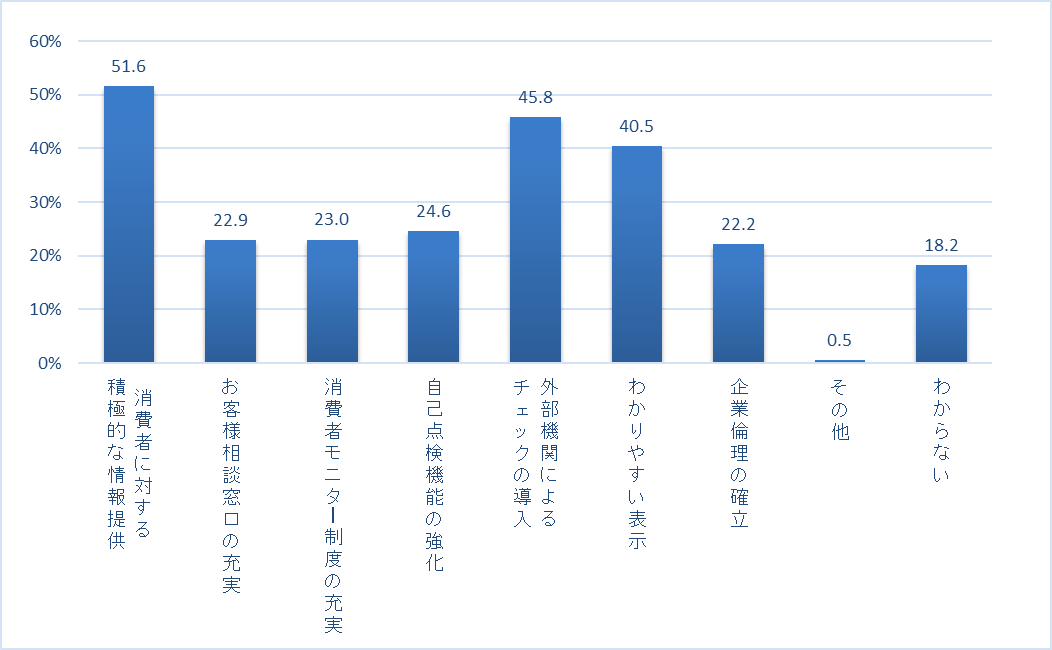 60%
50%
40%
30%
20%
10%
0%
51.6
22.9
23.0
24.6
45.8
40.5
22.2
0.5
18.2
消費者に対する
積極的な情報提供
お客様相談窓口の充実
消費者モニター制度の充実
自己点検機能の強化
外部機関による
チェックの導入
わかりやすい表示
企業倫理の確立
その他
わからない